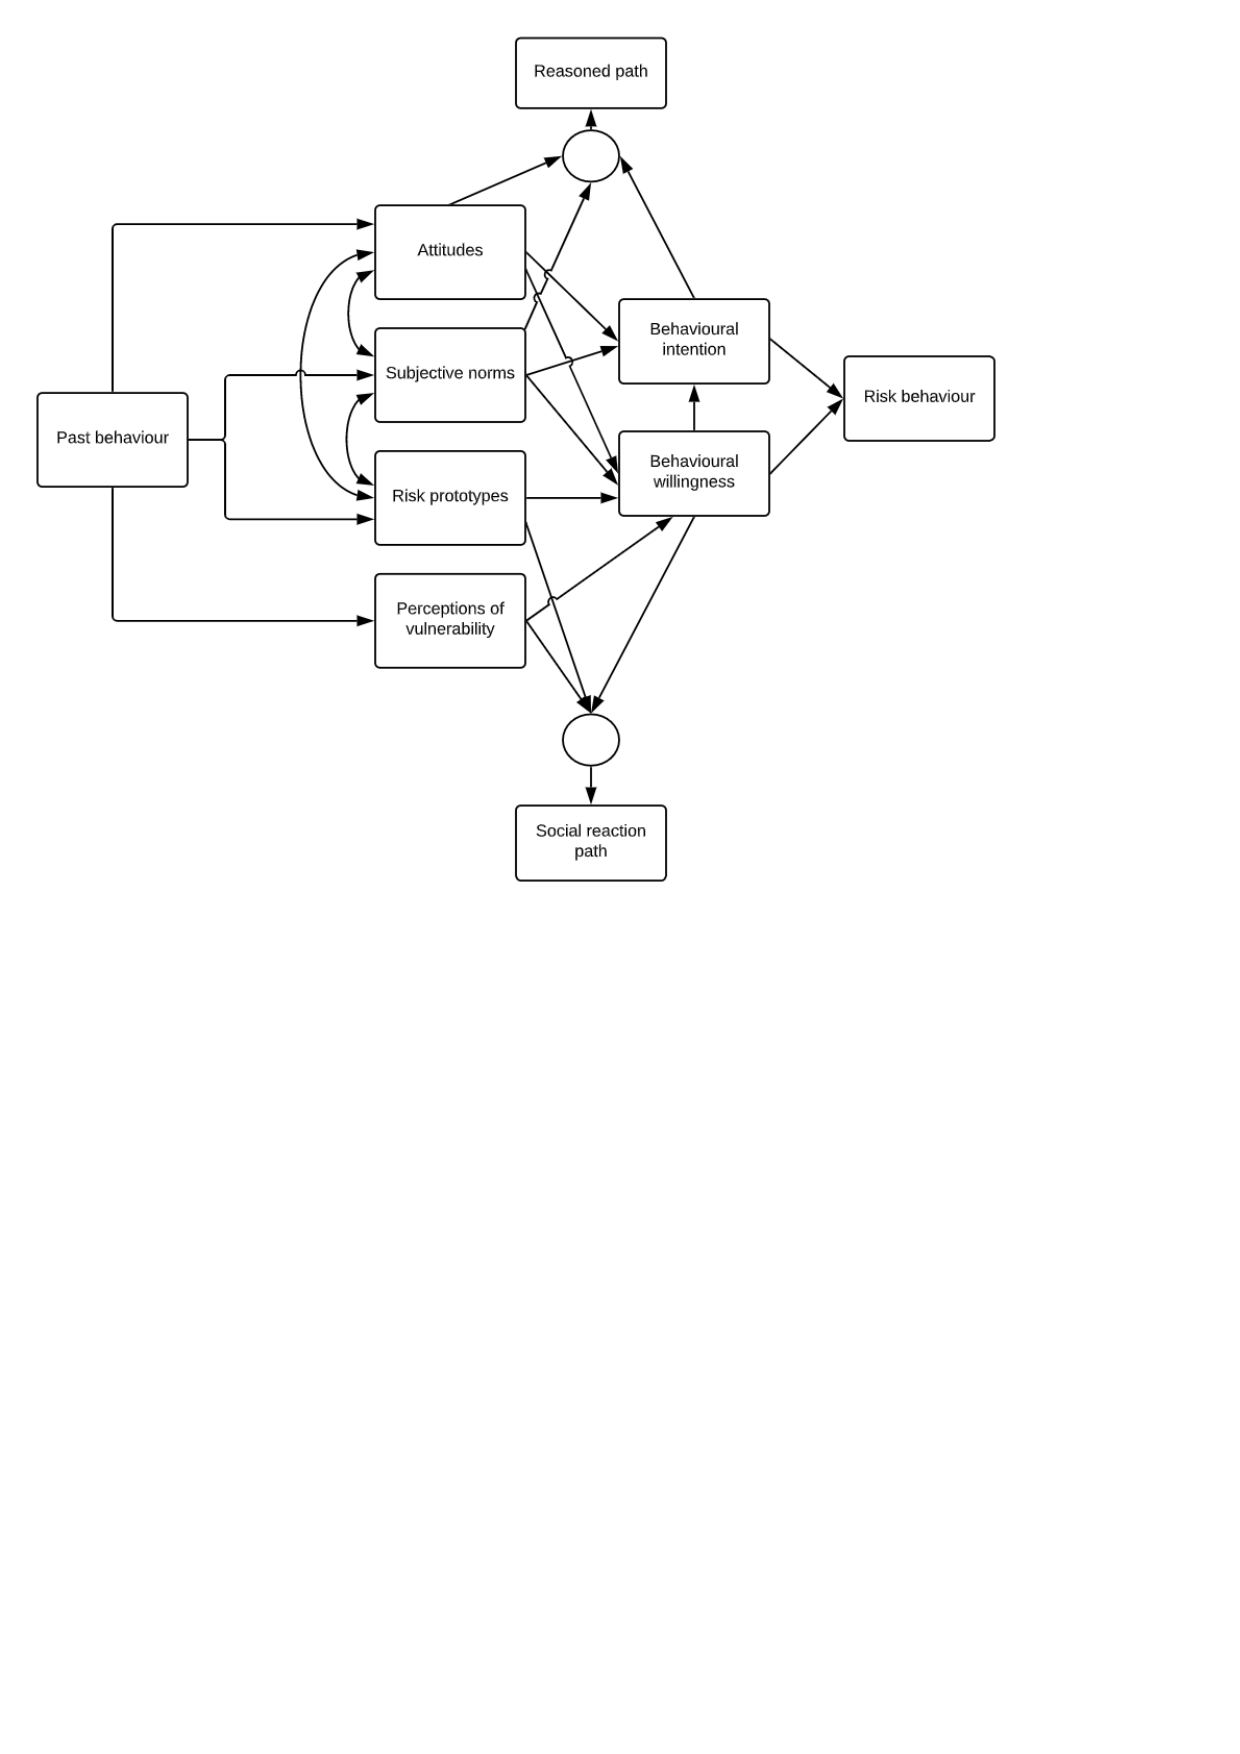 Reasoned path
Attitudes
Subjective norms
Past behaviour
Risk prototypes
Perceptions of
vulnerability
Behavioural
intention
Behavioural
willingness
Risk behaviour
Social reaction
path